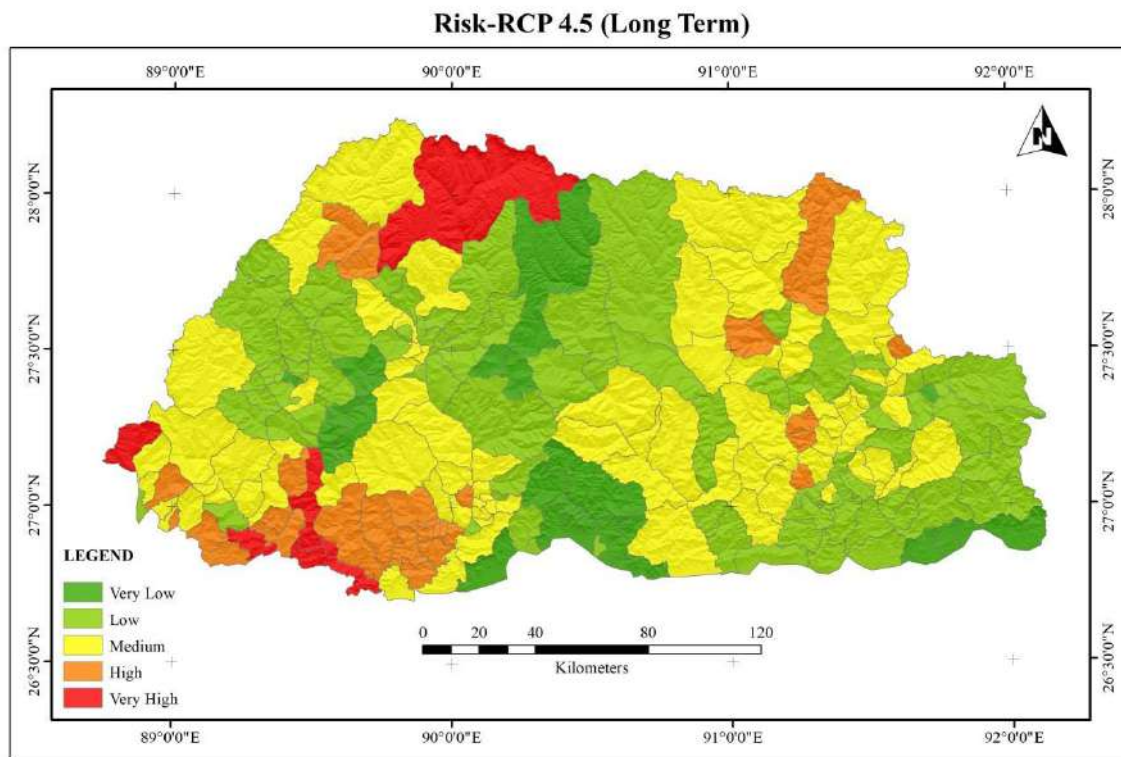 Risk-RCP 4.5 (Long Term)
89°0'0"E 90°0'0"E 91°0'0"E 92°0'0"E
N
28°0'0"N 28°0'0"N
27°30'0"N 27°30'0"N
27°0'0"N 27°0'0"N
26°30'0"N 26°30'0"N
LEGEND
Very Low
Low
Medium
High
Very High
0 20 40 80 120
Kilometers
89°0'0"E 90°0'0"E 91°0'0"E 92°0'0"E